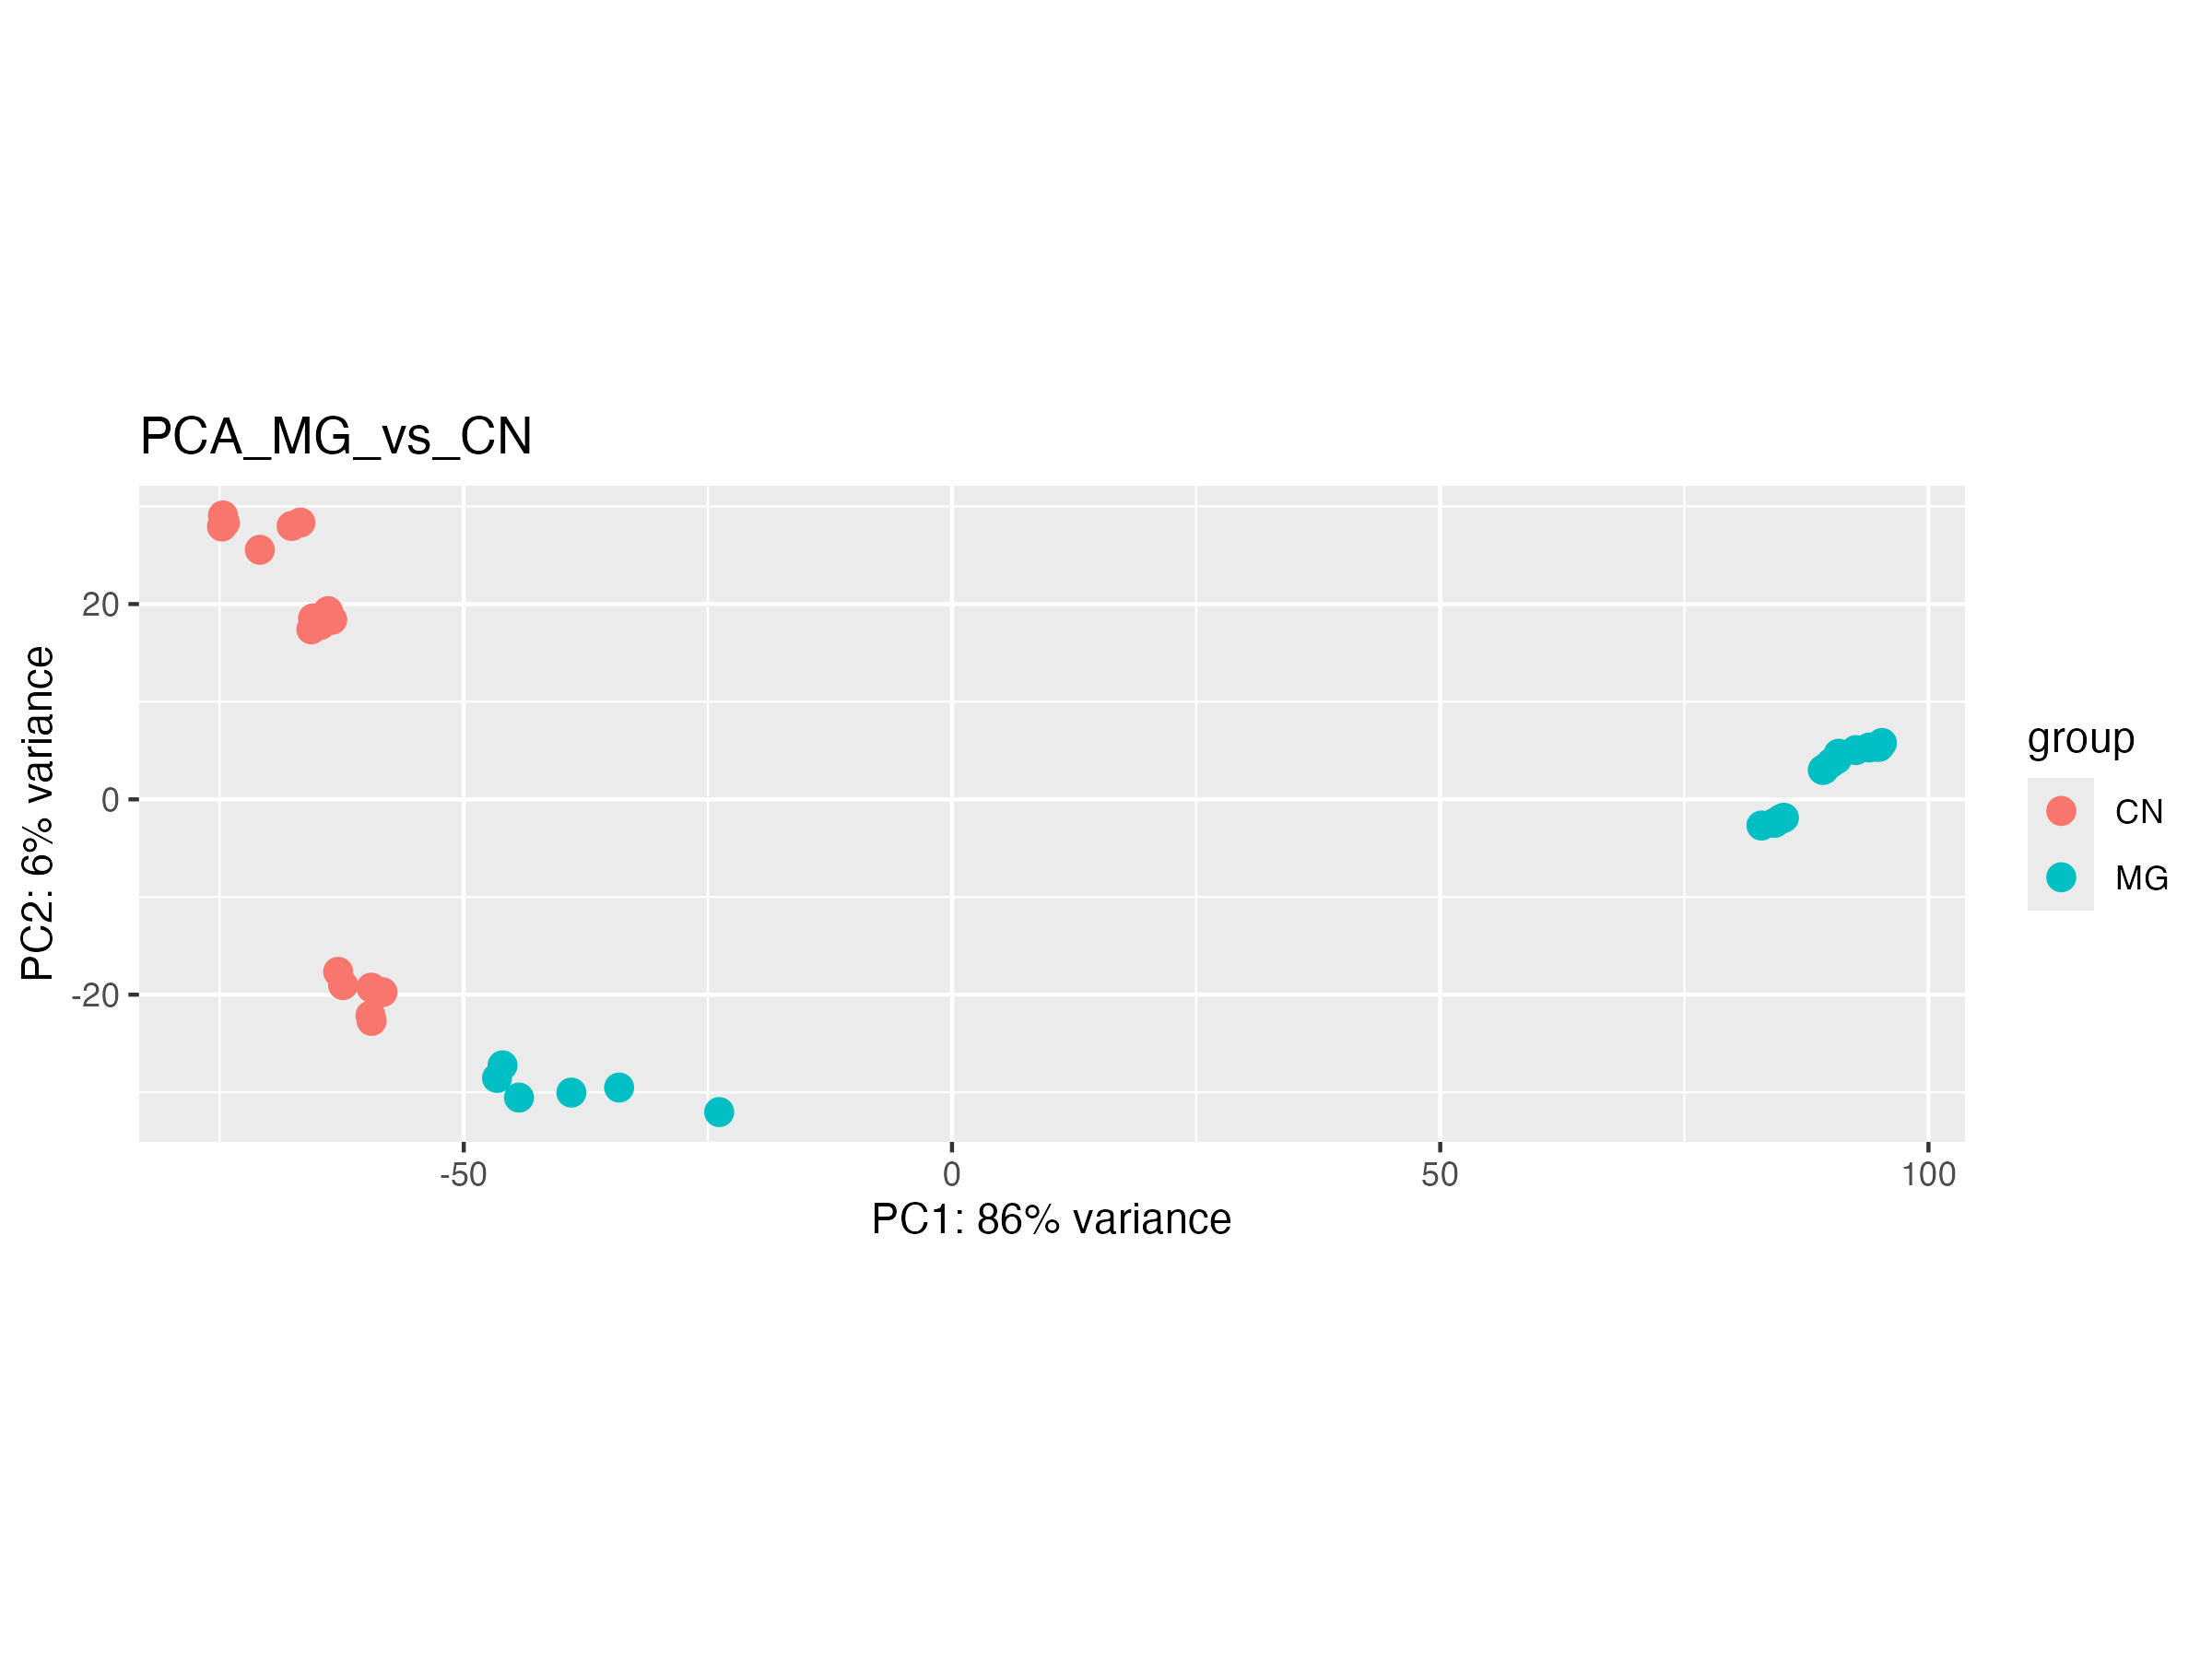 PCA_MG_vs_CN
PC2: 6% variance
20
0
-20
-50
0
50
100
PC1: 86% variance
group
CN
MG